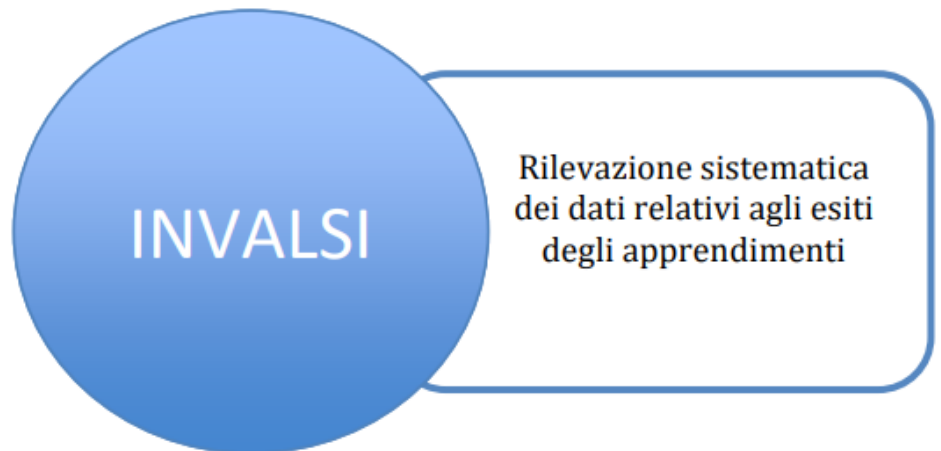 INVALSI
Rilevazione sistematica
dei dati relativi agli esiti
degli apprendimenti